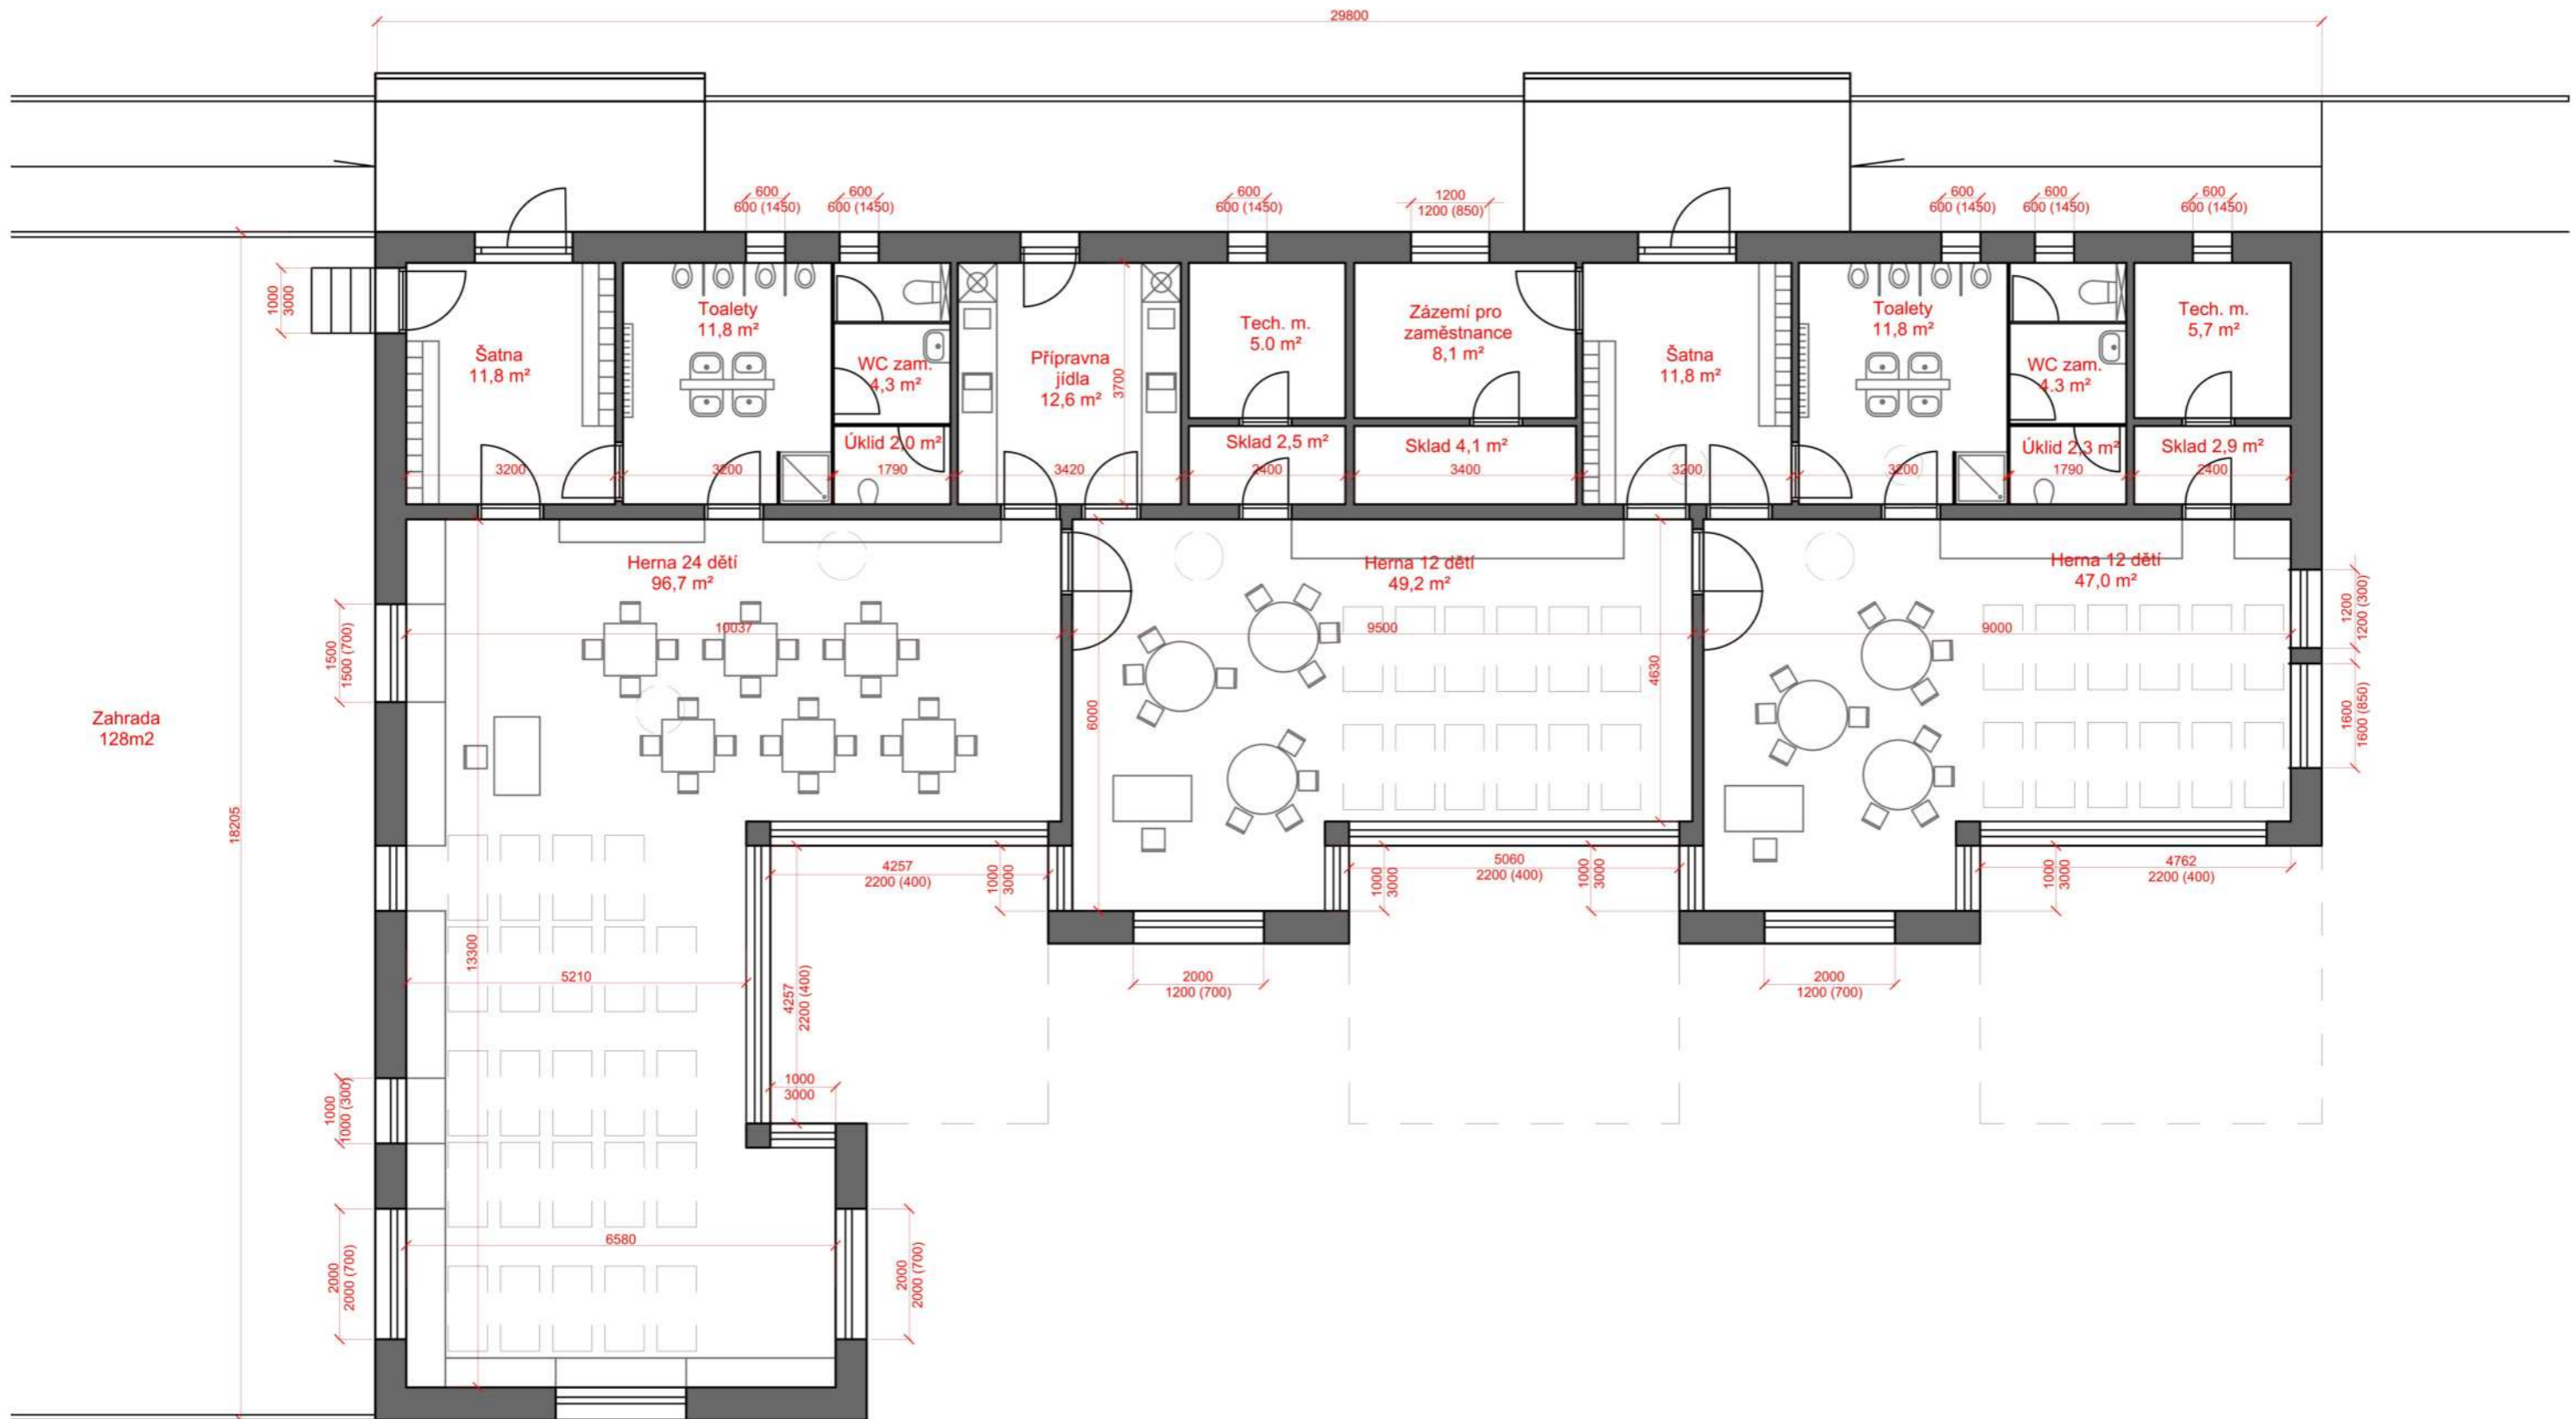 29800
600
600 (1450)
600
600 (1450)
600
600 (1450)
1200
1200 (850)
600
600 (1450)
600
600 (1450)
600
600 (1450)
1000
3000
Šatna
11,8 m²
Toalety
11,8 m²
WC zam.
4,3 m²
Úklid 2,0 m²
Přípravna
jídla
12,6 m²
3700
Tech. m.
5.0 m²
Sklad 2,5 m²
Zázemí pro
zaměstnance
8,1 m²
Sklad 4,1 m²
Šatna
11,8 m²
Toalety
11,8 m²
WC zam.
4.3 m²
Úklid 2,3 m²
Tech. m.
5,7 m²
Sklad 2,9 m²
3200
3200
1790
3420
2400
3400
3200
3200
1790
2400
Herna 24 dětí
96,7 m²
Herna 12 dětí
49,2 m²
Herna 12 dětí
47,0 m²
10037
9500
9000
1500
1500 (700)
6000
4630
1200
1200 (300)
1600
1600 (850)
Zahrada
128m2
18205
4257
2200 (400)
1000
3000
1000
3000
5060
2200 (400)
1000
3000
1000
3000
4762
2200 (400)
13300
5210
4257
2200 (400)
2000
1200 (700)
2000
1200 (700)
1000
3000
1000
1000 (300)
6580
2000
2000 (700)
2000
2000 (700)